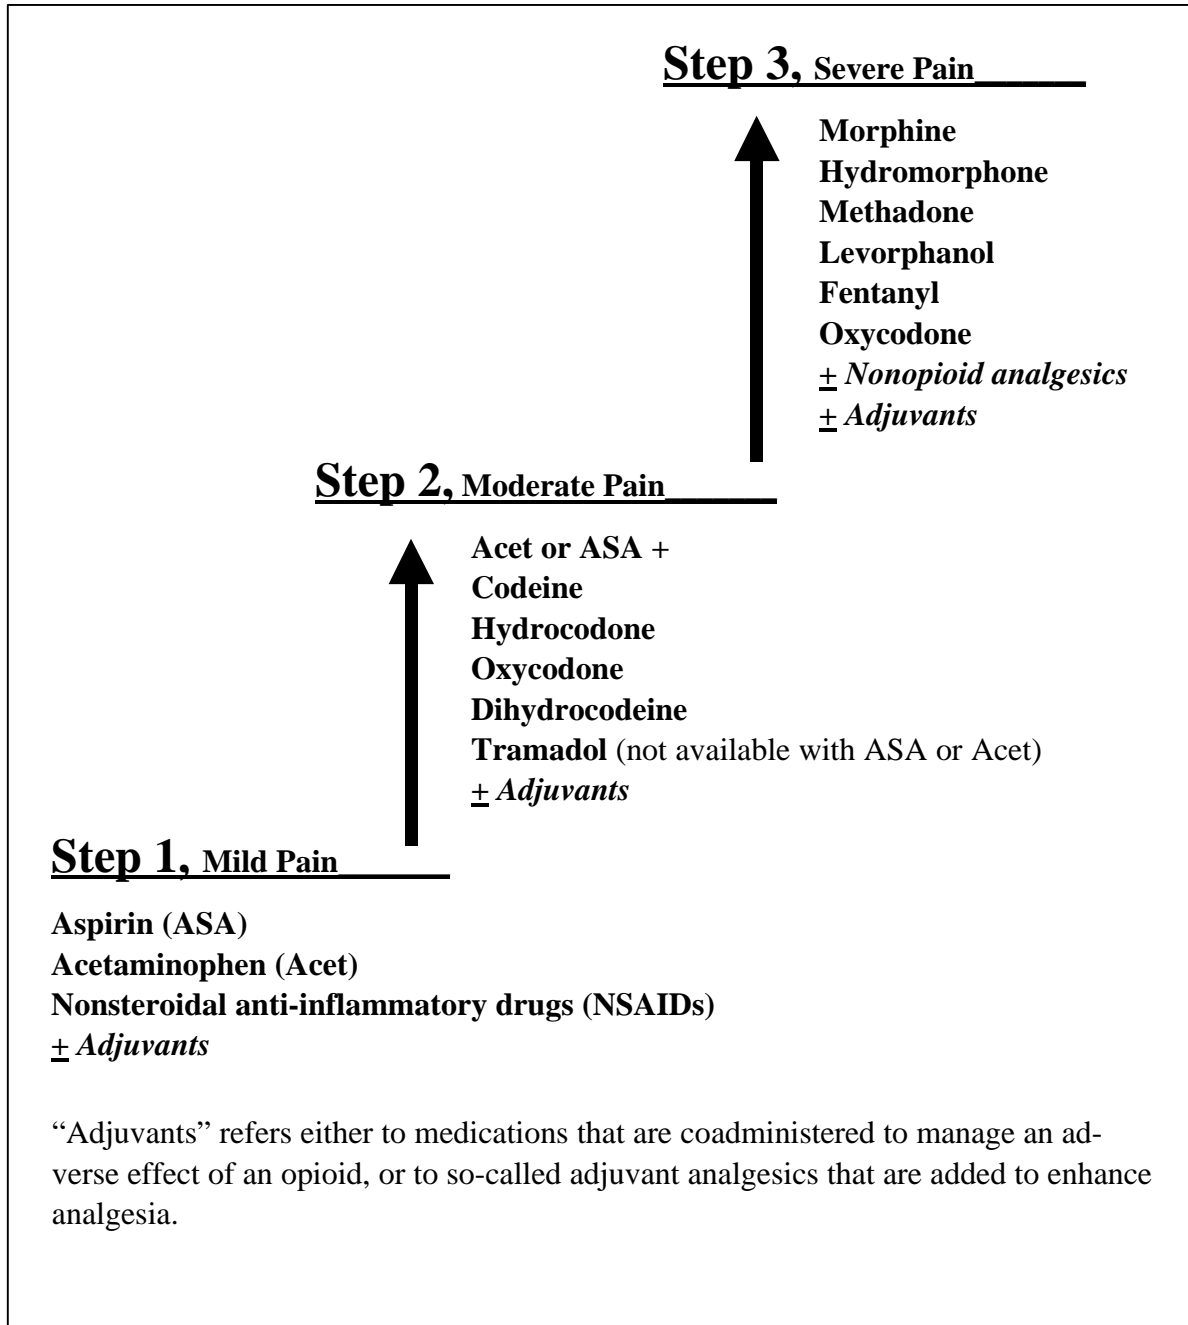 Step 3, Severe Pain_______
Morphine
Hydromorphone
Methadone
Levorphanol
Fentanyl
Oxycodone
+ Nonopioid analgesics
+ Adjuvants
Step 2, Moderate Pain_______
Acet or ASA +
Codeine
Hydrocodone
Oxycodone
Dihydrocodeine
Tramadol (not available with ASA or Acet)
+ Adjuvants
Step 1, Mild Pain_______
Aspirin (ASA)
Acetaminophen (Acet)
Nonsteroidal anti-inflammatory drugs (NSAIDs)
+ Adjuvants
“Adjuvants” refers either to medications that are coadministered to manage an ad-
verse effect of an opioid, or to so-called adjuvant analgesics that are added to enhance
analgesia.